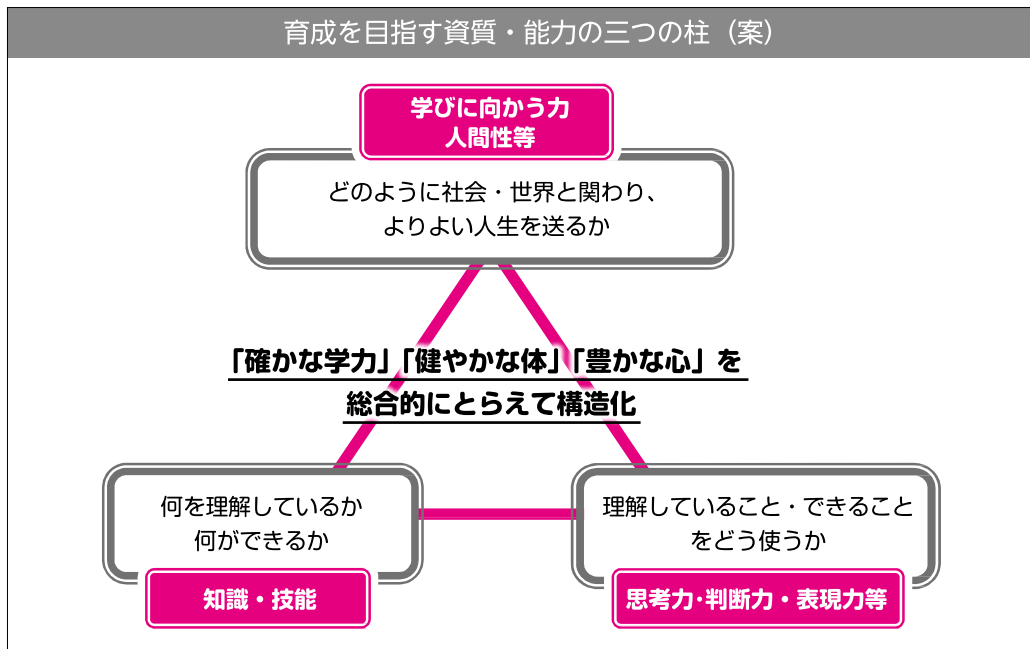 育成を目指す資質・能力の三つの柱（案）
学びに向かう力
人間性等
どのように社会・世界と関わり、
よりよい人生を送るか
「確かな学力」「健やかな体」「豊かな心」を
総合的にとらえて構造化
何を理解しているか
何ができるか
知識・技能
理解していること・できること
をどう使うか
思考力・判断力・表現力等